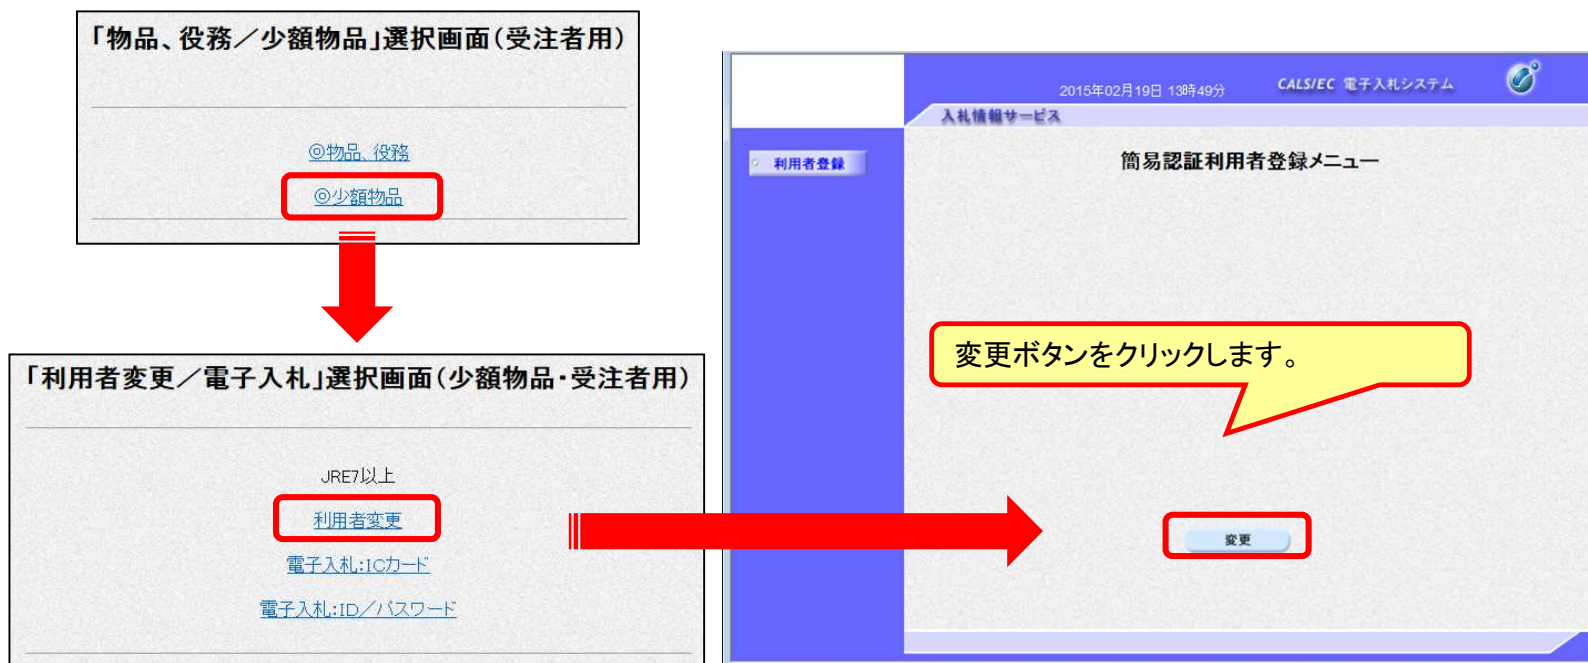 「物品、役務／少額物品」選択画面(受注者用)
◎物品、役務
◎少額物品
「利用者変更／電子入札」選択画面(少額物品・受注者用)
JRE7以上
利用者変更
電子入札:ICカード
電子入札:ID／パスワード
2015年02月19日 13時49分
CALS/EC 電子入札システム
入札情報サービス
利用者登録
簡易認証利用者登録メニュー
変更ボタンをクリックします。
変更